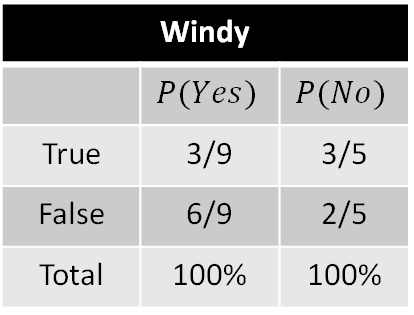 Windy
P(Yes) P(No)
True 3/9 3/5
False 6/9 2/5
Total 100% 100%